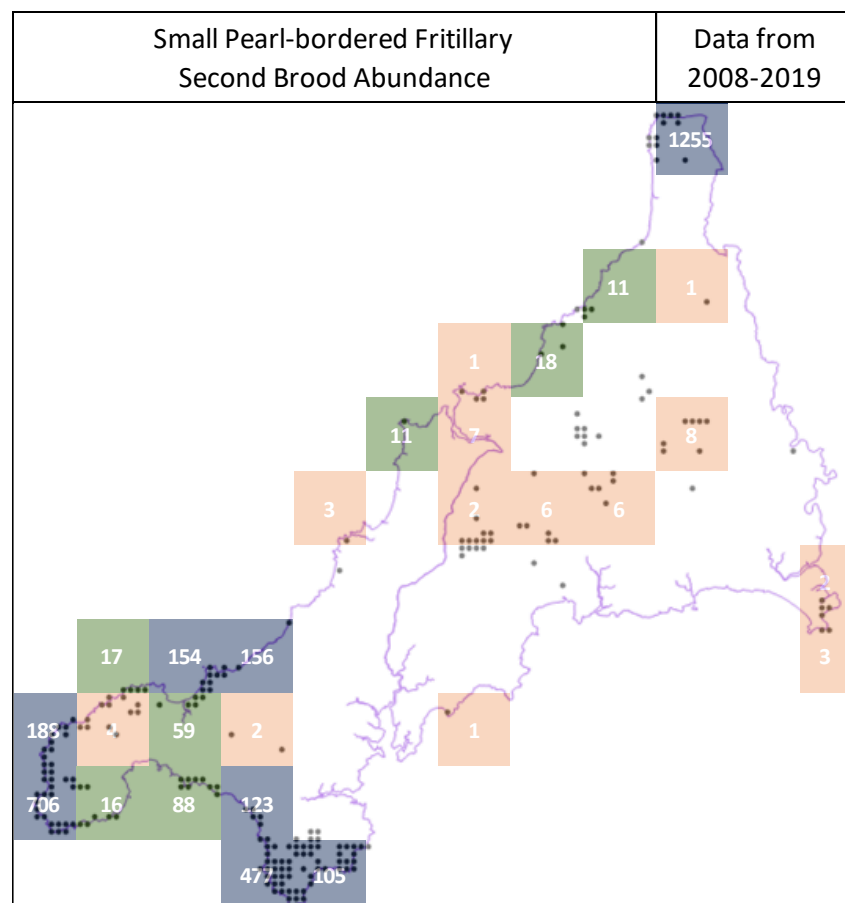 Small Pearl-bordered Fritillary
Second Brood Abundance
Data from
2008-2019
1255
11 1
1 18
11 7 8
3 2 6 6
17 154 156 3
59 2 1
706 16 88 123
477 105